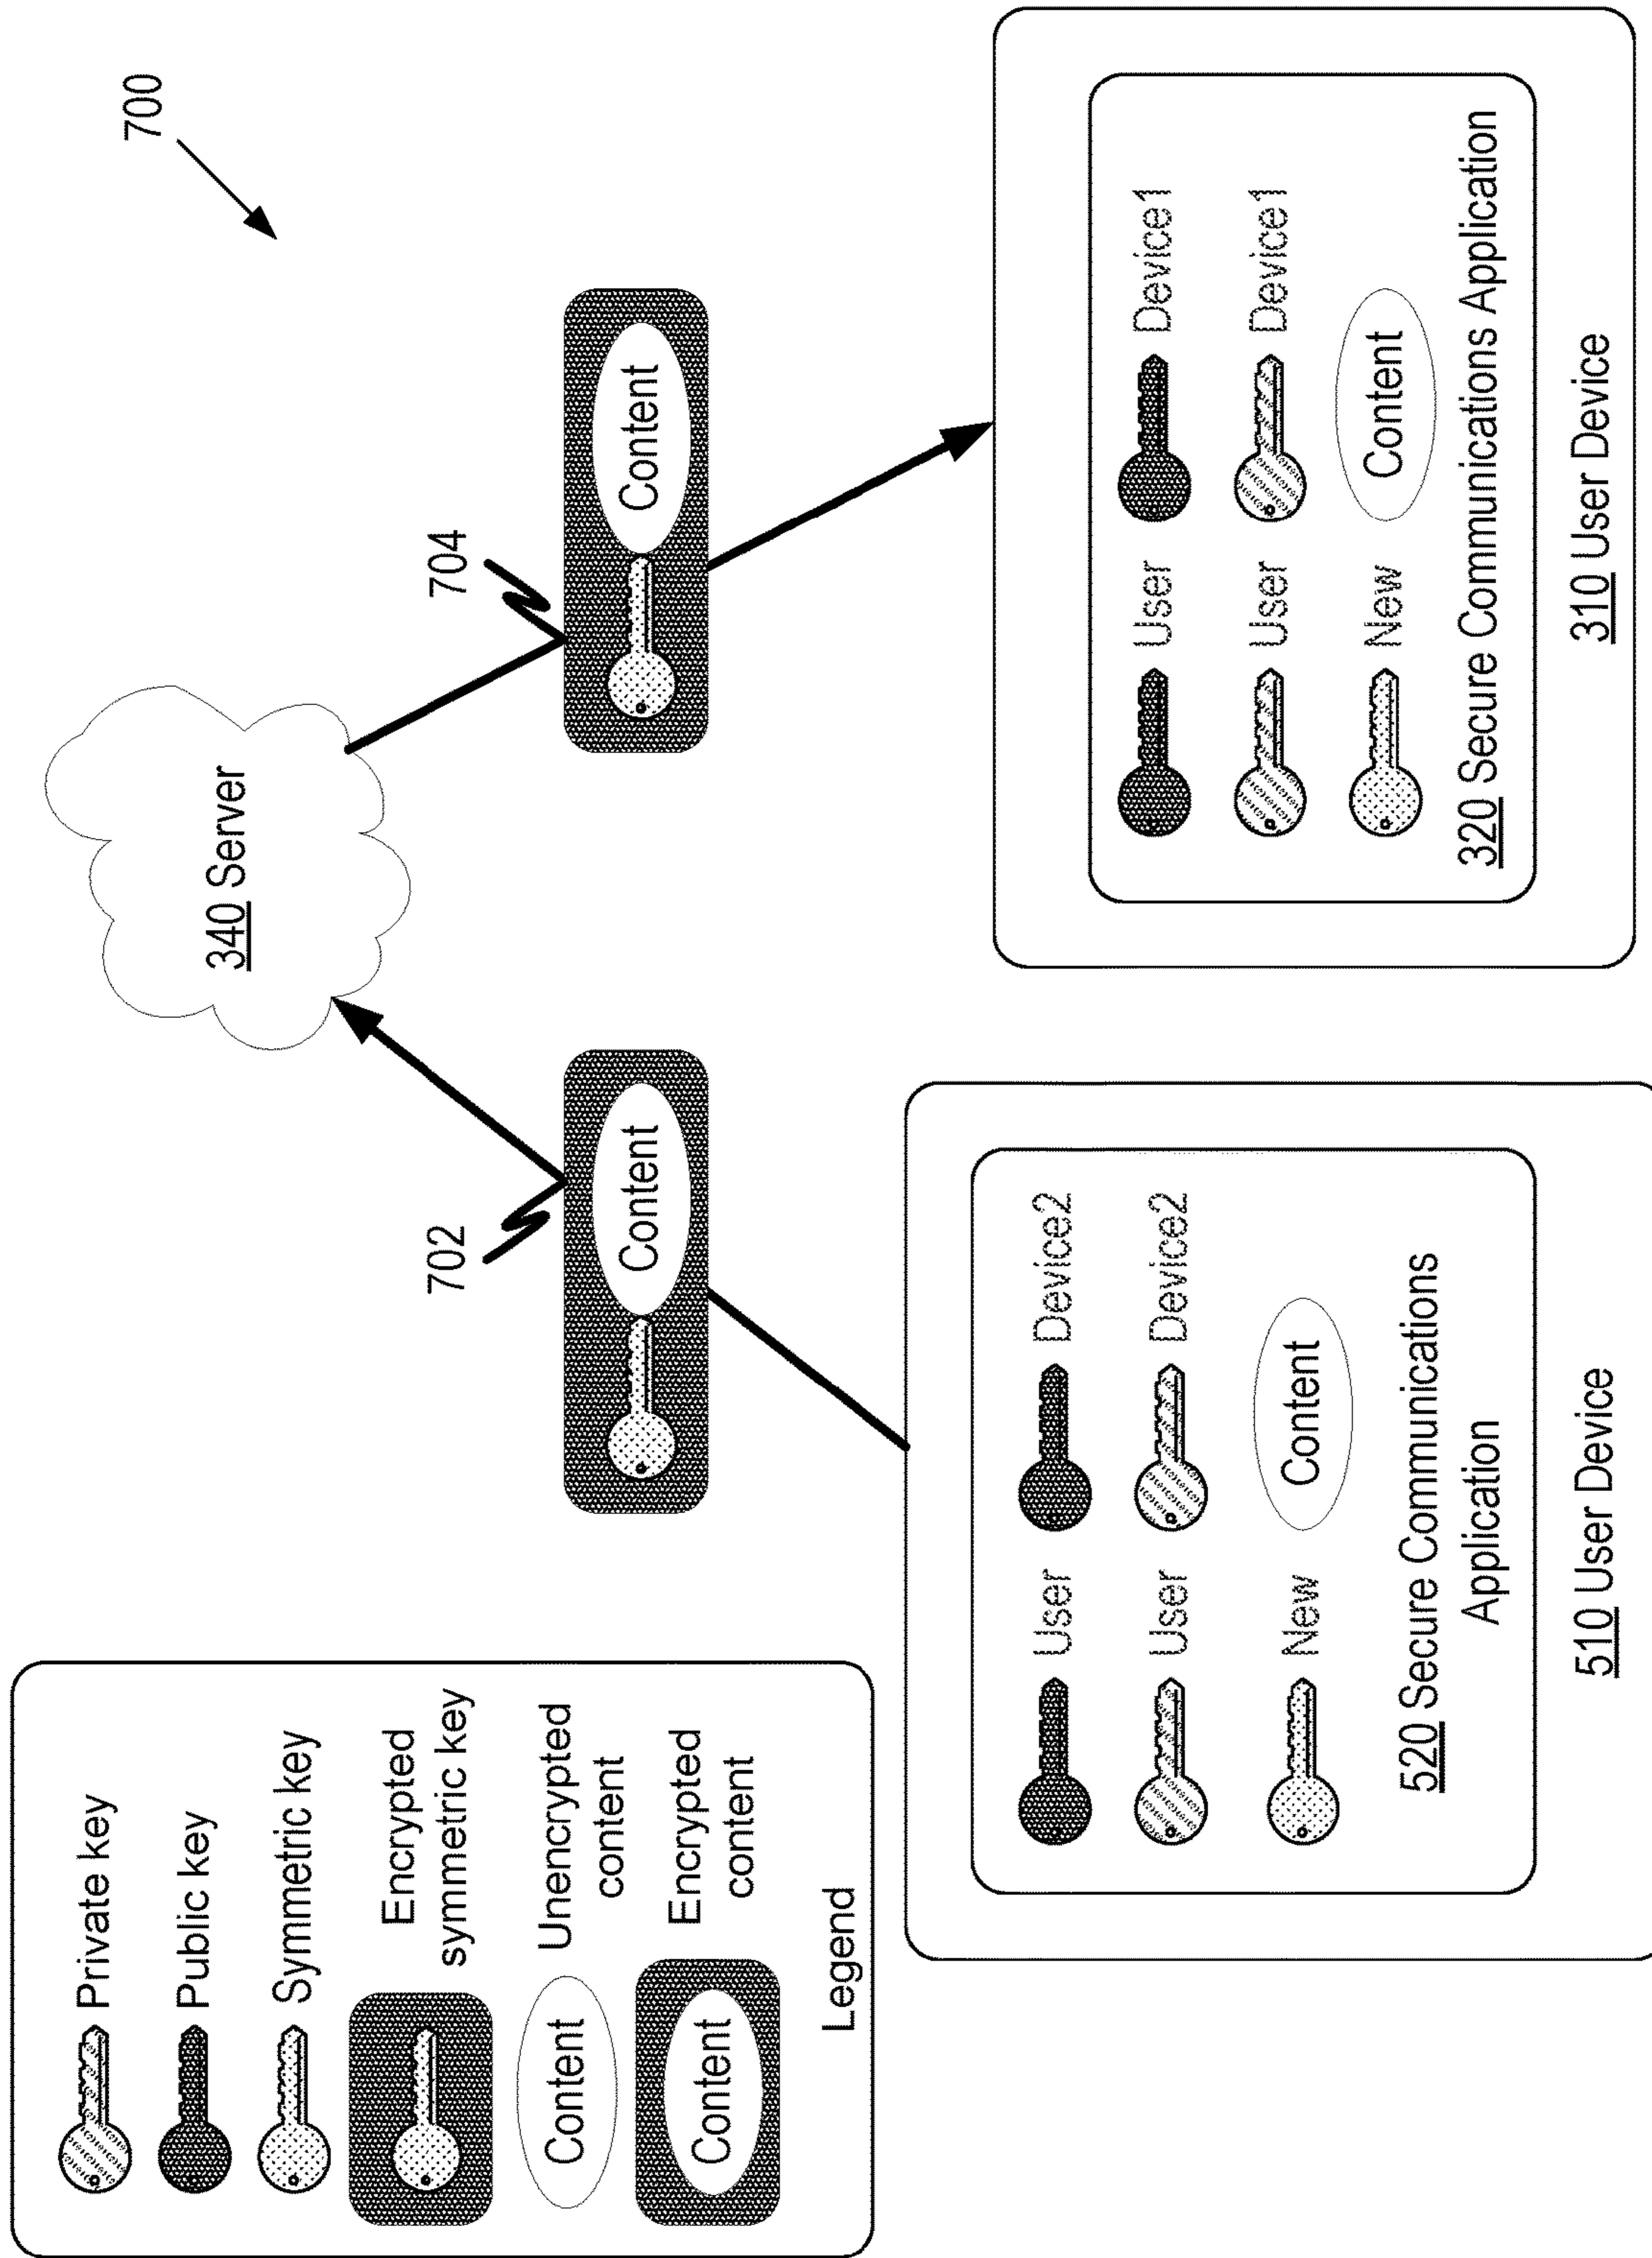 700
Private key
Public key
Symmetric key
Encrypted
symmetric key
Content
Unencrypted
content
Content
Encrypted
content
Legend
340 Server
702
Content
704
Content
User
Device2
User
Device2
New
Content
520 Secure Communications
Application
510 User Device
User
Device1
User
Device1
New
Content
320 Secure Communications Application
310 User Device